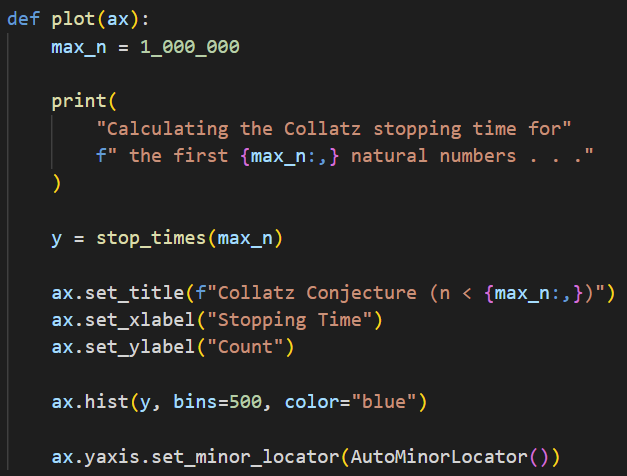 def plot(ax):
    max_n = 1_000_000

    print(
        "Calculating the Collatz stopping time for"
        f" the first {max_n:,} natural numbers . . ."
    )

    y = stop_times(max_n)

    ax.set_title(f"Collatz Conjecture (n < {max_n:,})")
    ax.set_xlabel("Stopping Time")
    ax.set_ylabel("Count")

    ax.hist(y, bins=500, color="blue")

    ax.yaxis.set_minor_locator(AutoMinorLocator())